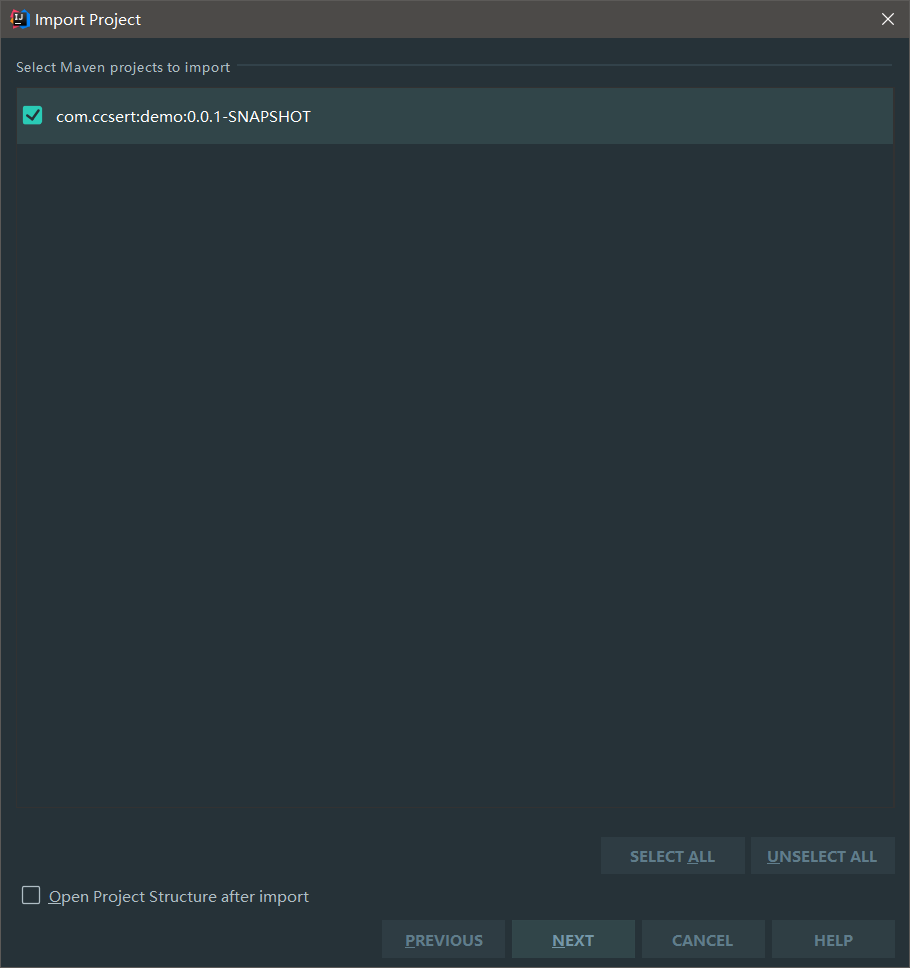 Import Project
Select Maven projects to import
com.ccsert:demo:0.0.1-SNAPSHOT
SELECT ALL UNSELECT ALL
Open Project Structure after import
PREVIOUS NEXT CANCEL HELP